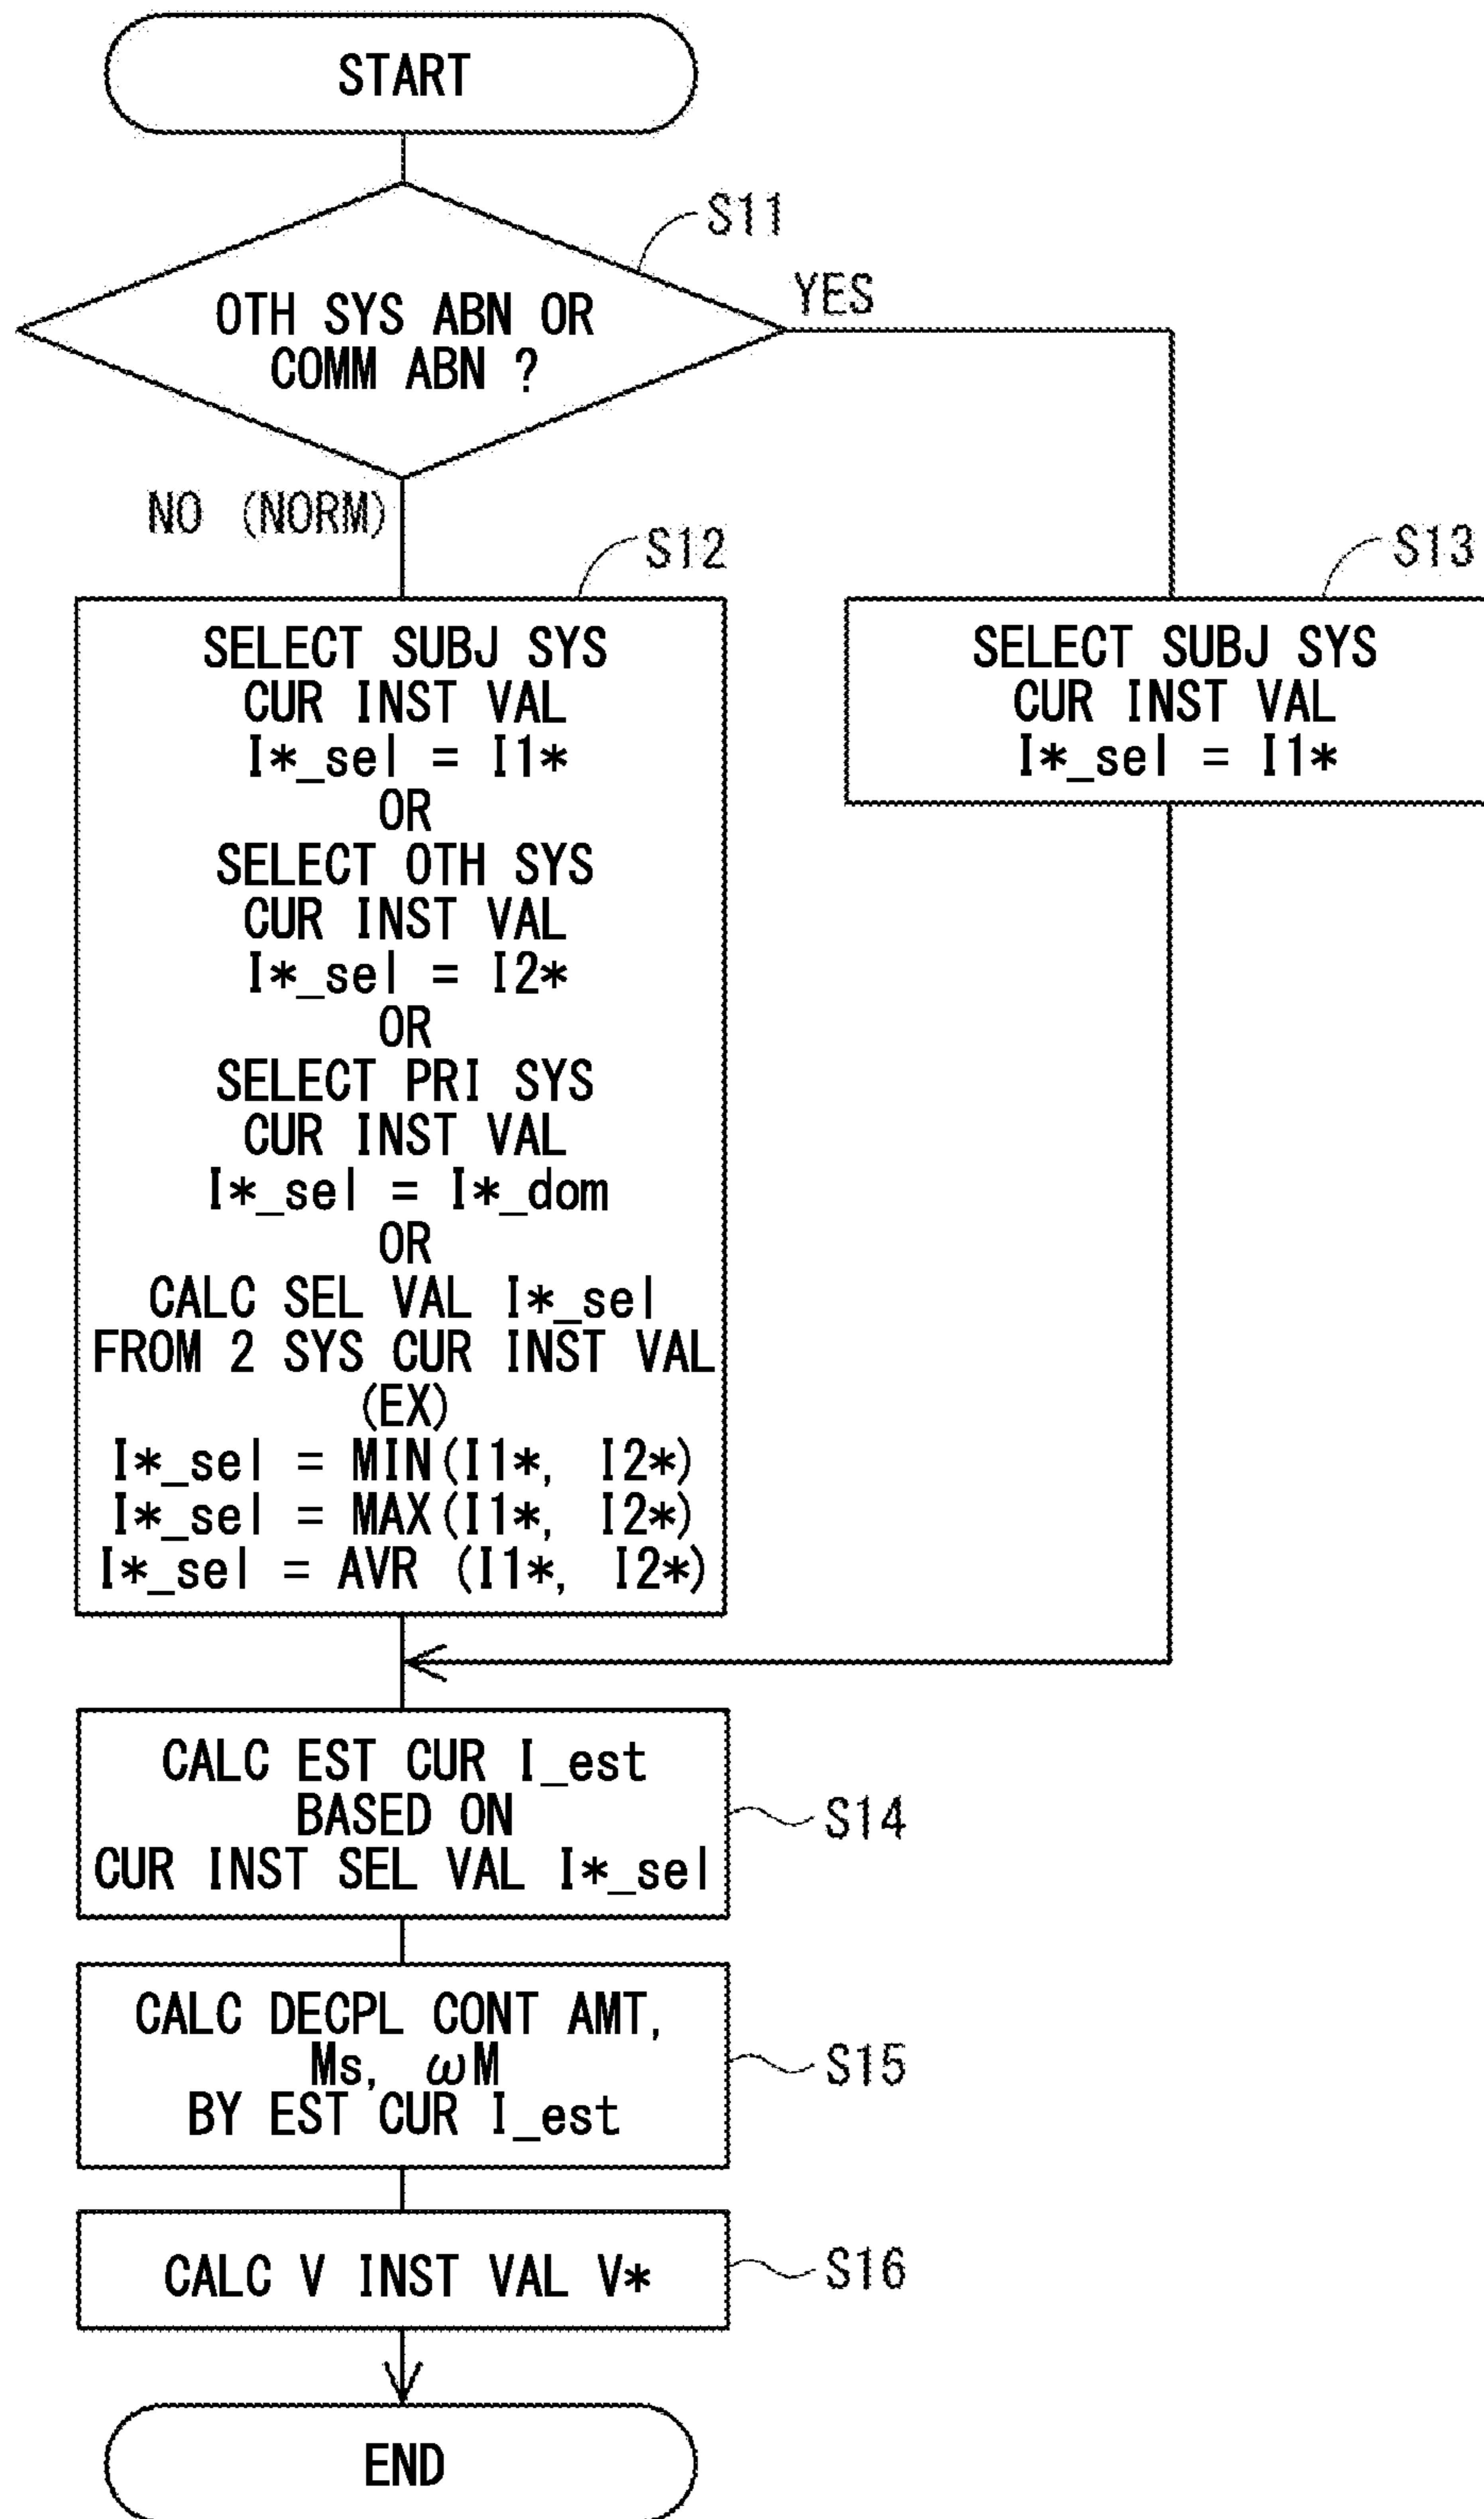 START
S11
OTH SYS ABN OR
COMM ABN ?
YES
NO (NORM)
S12
SELECT SUBJ SYS
CUR INST VAL
I*_sel = I1*
OR
SELECT OTH SYS
CUR INST VAL
I*_sel = I2*
OR
SELECT PRI SYS
CUR INST VAL
I*_sel = I*_dom
OR
CALC SEL VAL I*_sel
FROM 2 SYS CUR INST VAL
(EX)
I*_sel = MIN(I1*, I2*)
I*_sel = MAX(I1*, I2*)
I*_sel = AVR (I1*, I2*)
S13
SELECT SUBJ SYS
CUR INST VAL
I*_sel = I1*
CALC EST CUR I_est
BASED ON
CUR INST SEL VAL I*_sel
S14
CALC DECPL CONT AMT,
Ms, ωM
BY EST CUR I_est
S15
CALC V INST VAL V*
S16
END